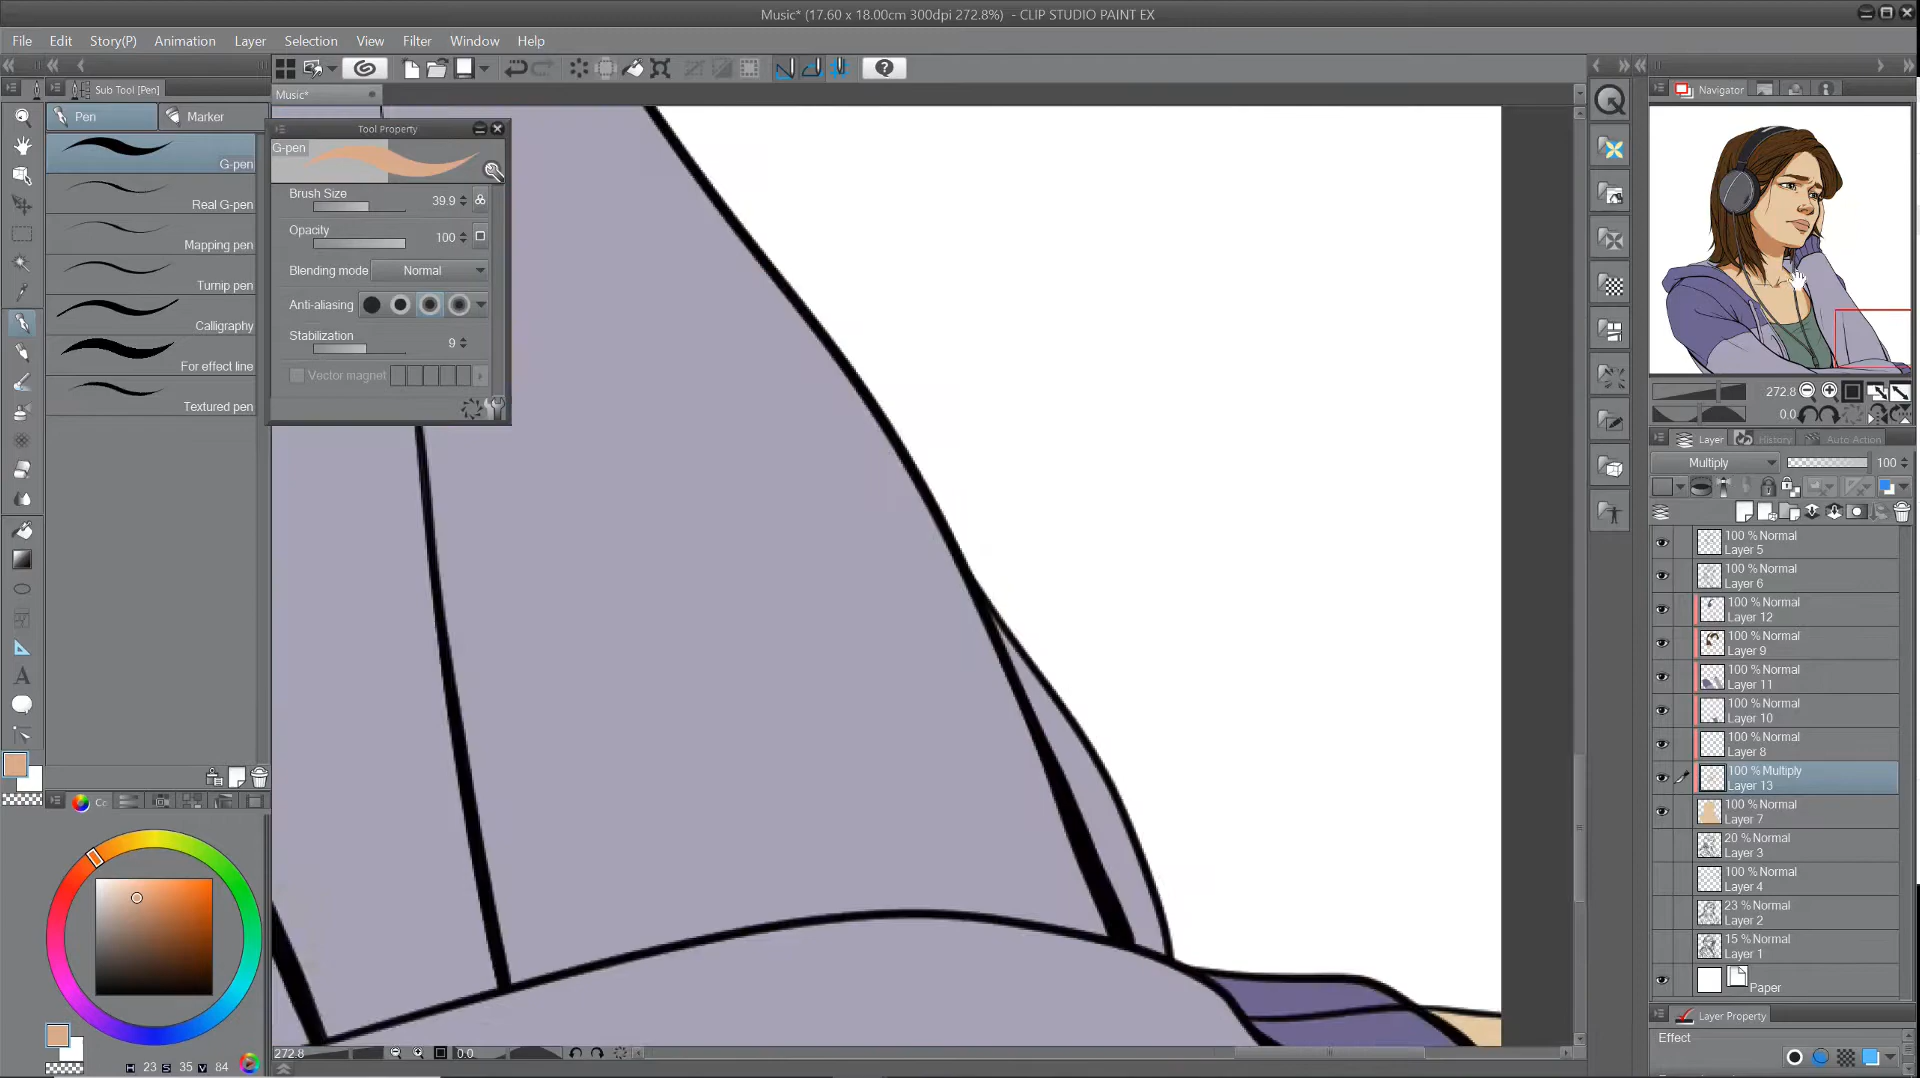 Music* (17.60 x 18.00cm 300dpi 272.8%) - CLIP STUDIO PAINT EX
File Edit Story(P) Animation Layer Selection View Filter Window Help
Sub Tool [Pen]
Music*
Navigator
Pen Marker
Tool Property
G-pen
G-pen
Real G-pen
Mapping pen
Turnip pen
Calligraphy
For effect line
Textured pen
Brush Size 39.9
Opacity 100
Blending mode Normal
Anti-aliasing
Stabilization 9
Vector magnet
272.8
0.0
Layer History Auto Action
Multiply 100
100 % Normal
Layer 5
100 % Normal
Layer 6
100 % Normal
Layer 12
100 % Normal
Layer 9
100 % Normal
Layer 11
100 % Normal
Layer 10
100 % Normal
Layer 8
100 % Multiply
Layer 13
100 % Normal
Layer 7
20 % Normal
Layer 3
100 % Normal
Layer 4
23 % Normal
Layer 2
15 % Normal
Layer 1
Paper
Layer Property
Effect
Cc
H 23 S 35 V 84
272.8 0.0